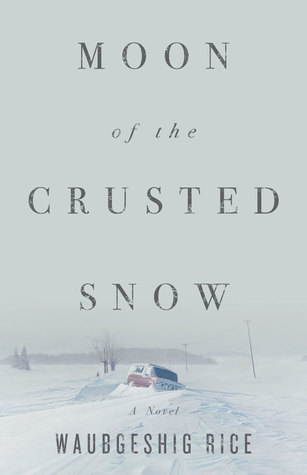 MOON
of the
CRUSTED
SNOW
A Novel
WAUBGESHIG RICE